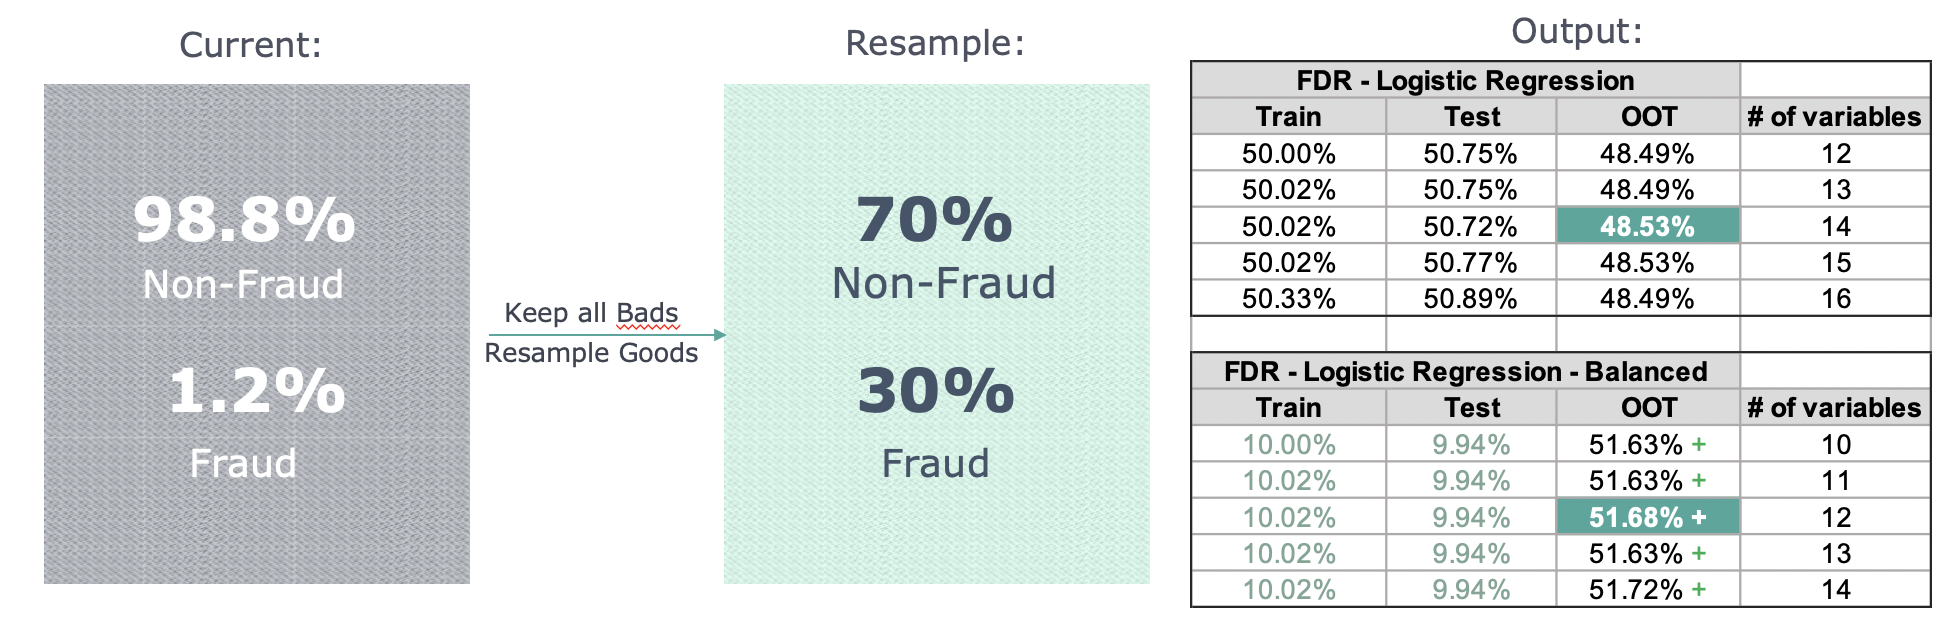 Current:
98.8%
Non-Fraud
1.2%
Fraud
Keep all Bads
Resample Goods
Resample:
70%
Non-Fraud
30%
Fraud
Output:
FDR - Logistic Regression
Train Test OOT # of variables
50.00% 50.75% 48.49% 12
50.02% 50.75% 48.49% 13
50.02% 50.72% 48.53% 14
50.02% 50.77% 48.53% 15
50.33% 50.89% 48.49% 16
FDR - Logistic Regression - Balanced
Train Test OOT # of variables
10.00% 9.94% 51.63% + 10
10.02% 9.94% 51.63% + 11
10.02% 9.94% 51.68% + 12
10.02% 9.94% 51.63% + 13
10.02% 9.94% 51.72% + 14